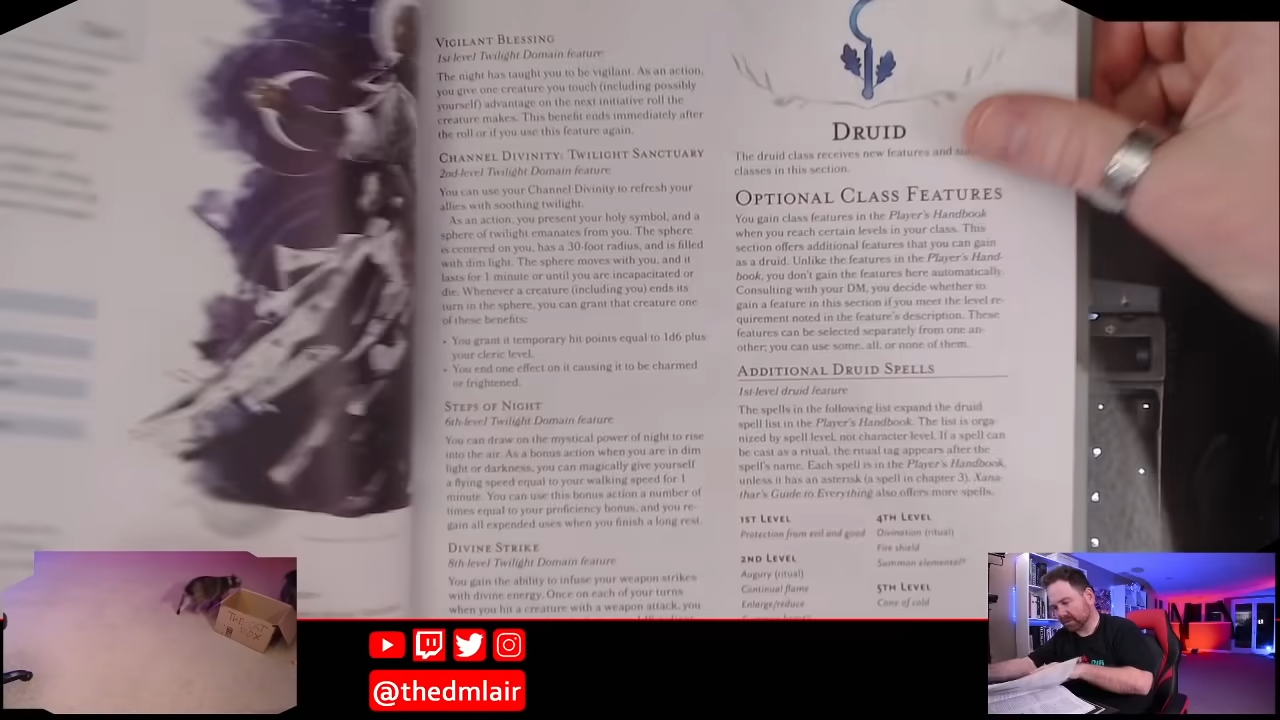 VIGILANT BLESSING
1st-level Twilight Domain feature
The night has taught you to be vigilant. As an action,
you give one creature you touch (including possibly
yourself) advantage on the next initiative roll the
creature makes. This benefit ends immediately after
the roll or if you use this feature again.
CHANNEL DIVINITY: TWILIGHT SANCTUARY
2nd-level Twilight Domain feature
You can use your Channel Divinity to refresh your
allies with soothing twilight.
As an action, you present your holy symbol, and a
sphere of twilight emanates from you. The sphere
is centered on you, has a 30-foot radius, and is filled
with dim light. The sphere moves with you, and it
lasts for 1 minute or until you are incapacitated or
die. Whenever a creature (including you) ends its
turn in the sphere, you can grant that creature one
of these benefits:
• You grant it temporary hit points equal to 1d6 plus
your cleric level.
• You end one effect on it causing it to be charmed
or frightened.
STEPS OF NIGHT
6th-level Twilight Domain feature
You can draw on the mystical power of night to rise
into the air. As a bonus action when you are in dim
light or darkness, you can magically give yourself
a flying speed equal to your walking speed for 1
minute. You can use this bonus action a number of
times equal to your proficiency bonus, and you re-
gain all expended uses when you finish a long rest.
DIVINE STRIKE
8th-level Twilight Domain feature
You gain the ability to infuse your weapon strikes
with divine energy. Once on each of your turns
when you hit a creature with a weapon attack, you
DRUID
The druid class receives new features and
classes in this section.
OPTIONAL CLASS FEATURES
You gain class features in the Player's Handbook
when you reach certain levels in your class. This
section offers additional features that you can gain
as a druid. Unlike the features in the Player's Hand-
book, you don't gain the features here automatically.
Consulting with your DM, you decide whether to
gain a feature in this section if you meet the level re-
quirement noted in the feature's description. These
features can be selected separately from one an-
other; you can use some, all, or none of them.
ADDITIONAL DRUID SPELLS
1st-level druid feature
The spells in the following list expand the druid
spell list in the Player's Handbook. The list is orga-
nized by spell level, not character level. If a spell can
be cast as a ritual, the ritual tag appears after the
spell's name. Each spell is in the Player's Handbook,
unless it has an asterisk (a spell in chapter 3). Xana-
thar's Guide to Everything also offers more spells.
1ST LEVEL
Protection from evil and good
2ND LEVEL
Augury (ritual)
Continual flame
Enlarge/reduce
4TH LEVEL
Divination (ritual)
Fire shield
Summon elemental*
5TH LEVEL
Cone of cold
THE CAT
BOX
@thedmlair